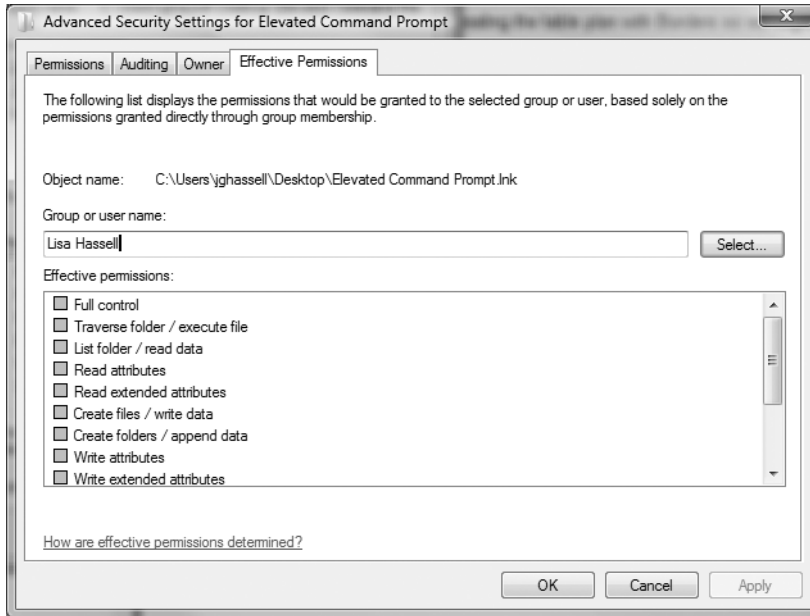 Advanced Security Settings for Elevated Command Prompt
Permissions
Auditing
Owner
Effective Permissions
The following list displays the permissions that would be granted to the selected group or user, based solely on the
permissions granted directly through group membership.
Object name: C:\Users\jghassell\Desktop\Elevated Command Prompt.lnk
Group or user name:
Lisa Hassell
Select...
Effective permissions:
Full control
Traverse folder / execute file
List folder / read data
Read attributes
Read extended attributes
Create files / write data
Create folders / append data
Write attributes
Write extended attributes
How are effective permissions determined?
OK
Cancel
Apply